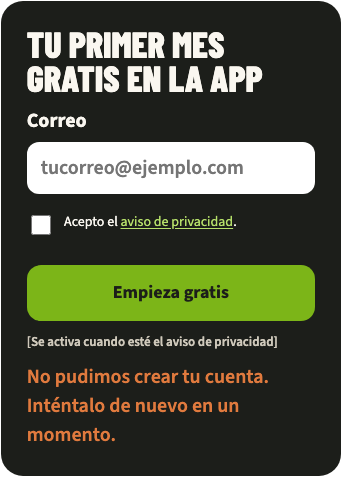 TU PRIMER MES
GRATIS EN LA APP
Correo
tucorreo@ejemplo.com
Acepto el aviso de privacidad.
Empieza gratis
[Se activa cuando esté el aviso de privacidad]
No pudimos crear tu cuenta.
Inténtalo de nuevo en un
momento.